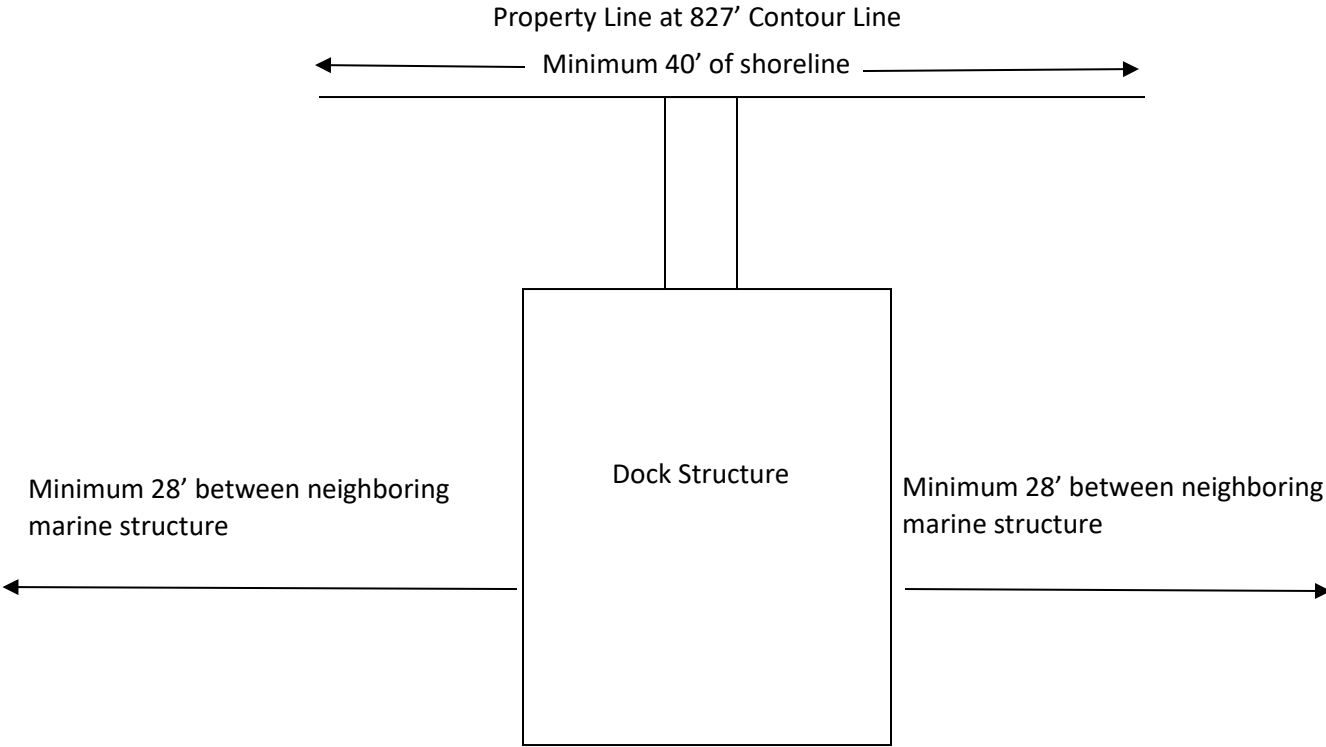 Property Line at 827’ Contour Line
Minimum 40’ of shoreline
Dock Structure
Minimum 28’ between neighboring
marine structure
Minimum 28’ between neighboring
marine structure